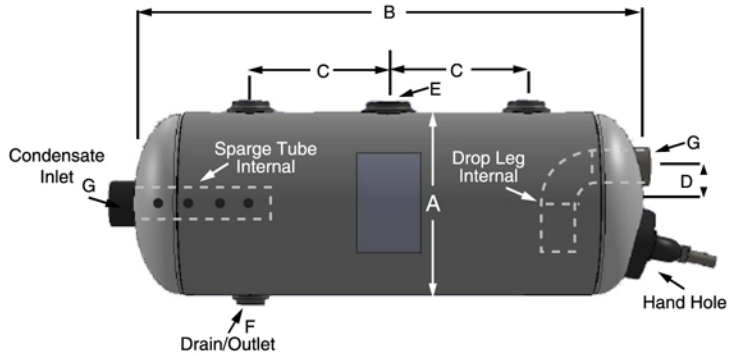 B
C
C
E
Condensate
Inlet
G
Sparge Tube
Internal
A
Drop Leg
Internal
G
D
Hand Hole
F
Drain/Outlet